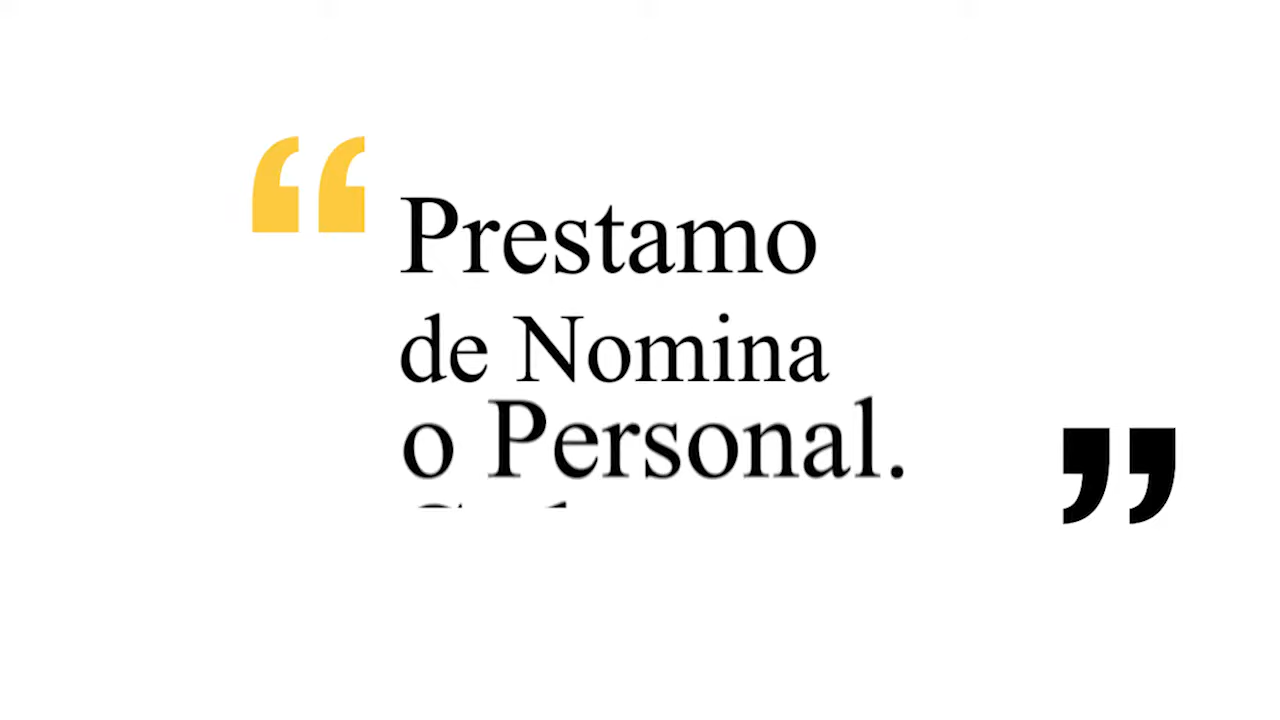 “Prestamo
de Nomina
o Personal.
”